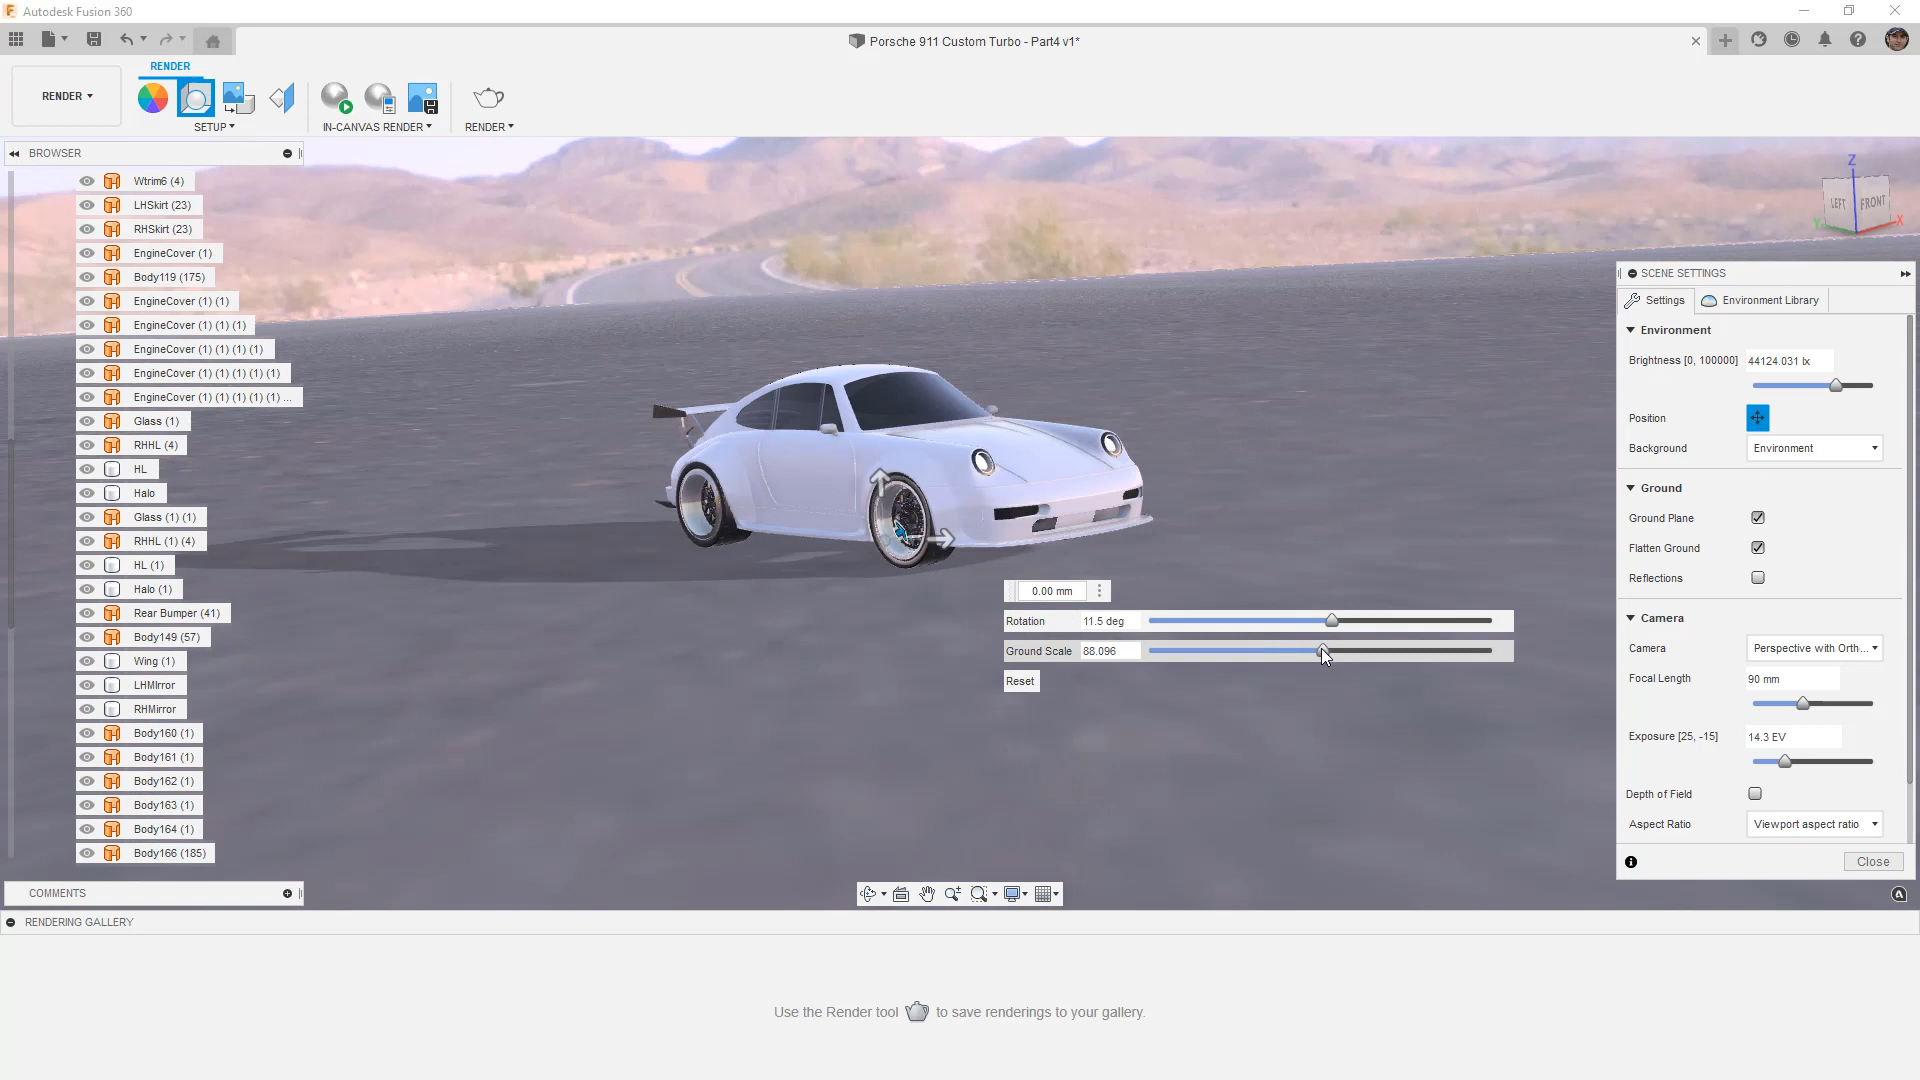 Autodesk Fusion 360
Porsche 911 Custom Turbo - Part4 v1*
RENDER
RENDER
SETUP
IN-CANVAS RENDER
RENDER
BROWSER
Wtrim6 (4)
LHSkirt (23)
RHSkirt (23)
EngineCover (1)
Body119 (175)
EngineCover (1) (1)
EngineCover (1) (1) (1)
EngineCover (1) (1) (1) (1)
EngineCover (1) (1) (1) (1) (1)
EngineCover (1) (1) (1) (1) (1) ...
Glass (1)
RHHL (4)
HL
Halo
Glass (1) (1)
RHHL (1) (4)
HL (1)
Halo (1)
Rear Bumper (41)
Body149 (57)
Wing (1)
LHMIrror
RHMirror
Body160 (1)
Body161 (1)
Body162 (1)
Body163 (1)
Body164 (1)
Body166 (185)
COMMENTS
Z
LEFT
FRONT
Y
X
0.00 mm
Rotation 11.5 deg
Ground Scale 88.096
Reset
SCENE SETTINGS
Settings
Environment Library
Environment
Brightness [0, 100000] 44124.031 lx
Position
Background Environment
Ground
Ground Plane
Flatten Ground
Reflections
Camera
Camera Perspective with Orth...
Focal Length 90 mm
Exposure [25, -15] 14.3 EV
Depth of Field
Aspect Ratio Viewport aspect ratio
Close
RENDERING GALLERY
Use the Render tool to save renderings to your gallery.